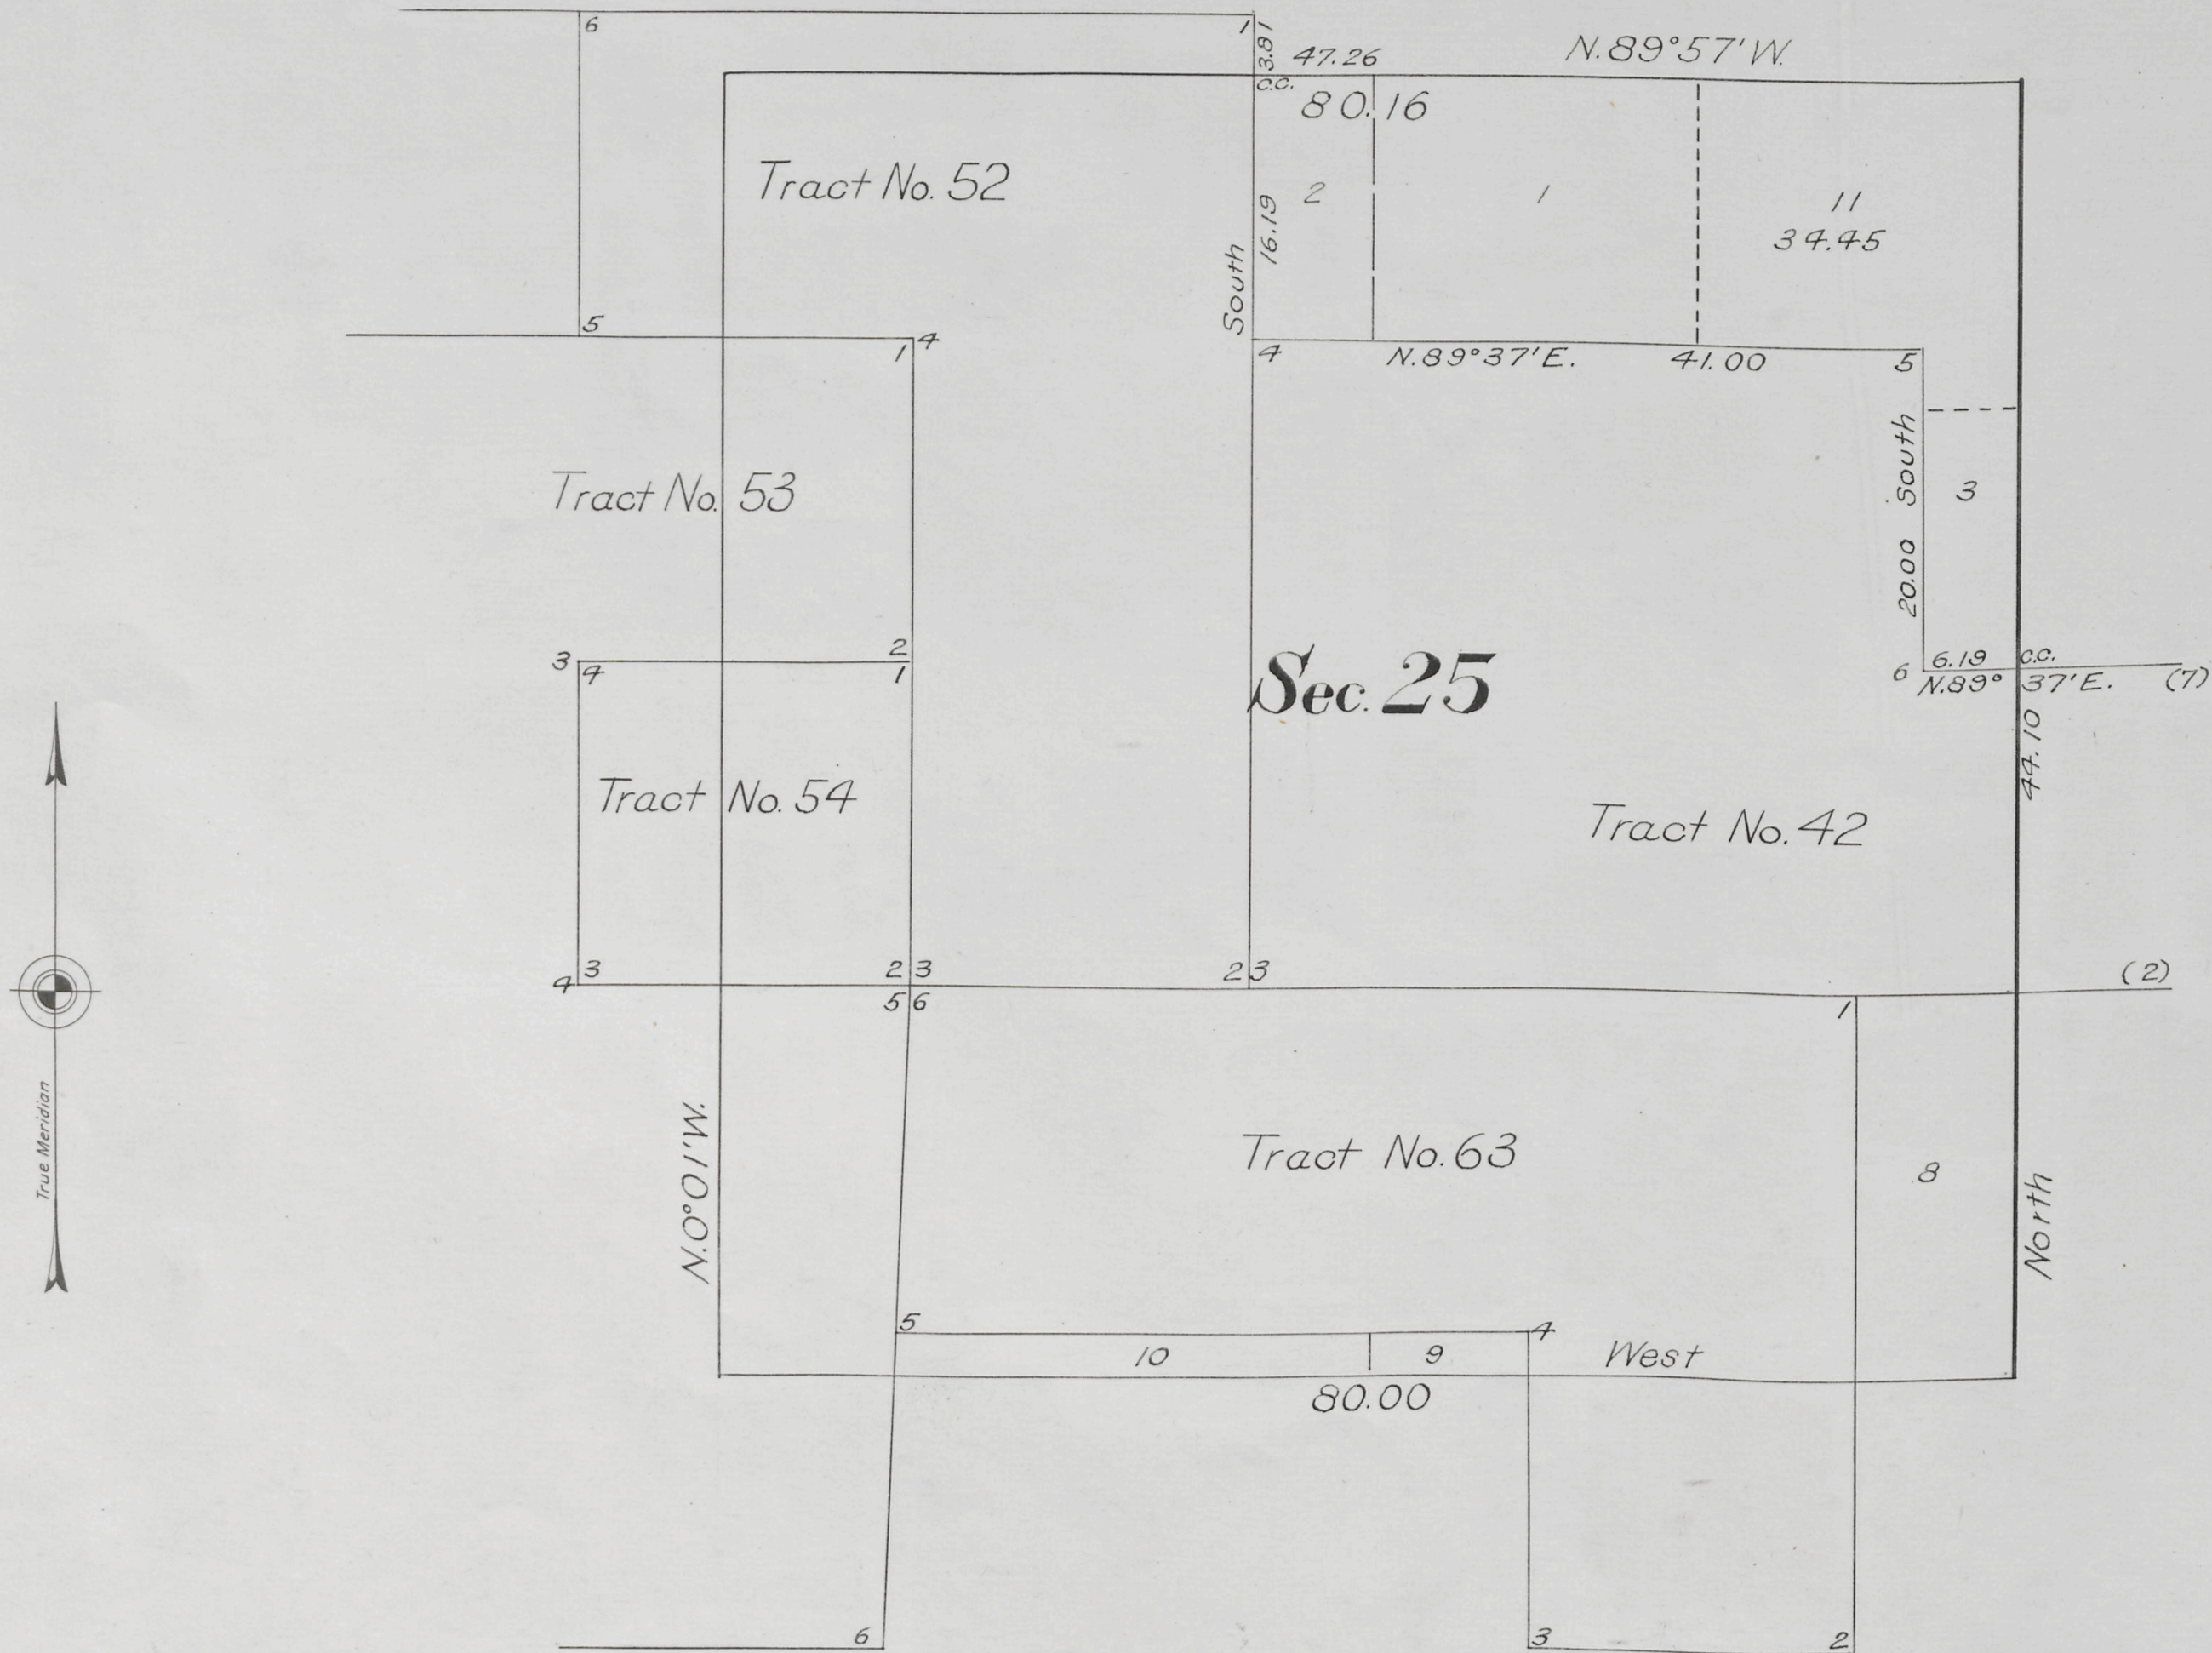 6
1
3.81
47.26
N.89°57'W.
C.C.
80.16
Tract No. 52
South
16.19
2
1
11
34.45
5
1
4
4
N.89°37'E.
41.00
5
Tract No. 53
20.00 South
3
3
4
2
1
Sec. 25
6
6.19
C.C.
N.89°37'E.
(7)
44.10
Tract No. 54
Tract No. 42
4
3
2
3
5
6
2
3
(2)
1
True Meridian
N.0°01'W.
Tract No. 63
8
North
5
4
10
9
West
80.00
6
3
2